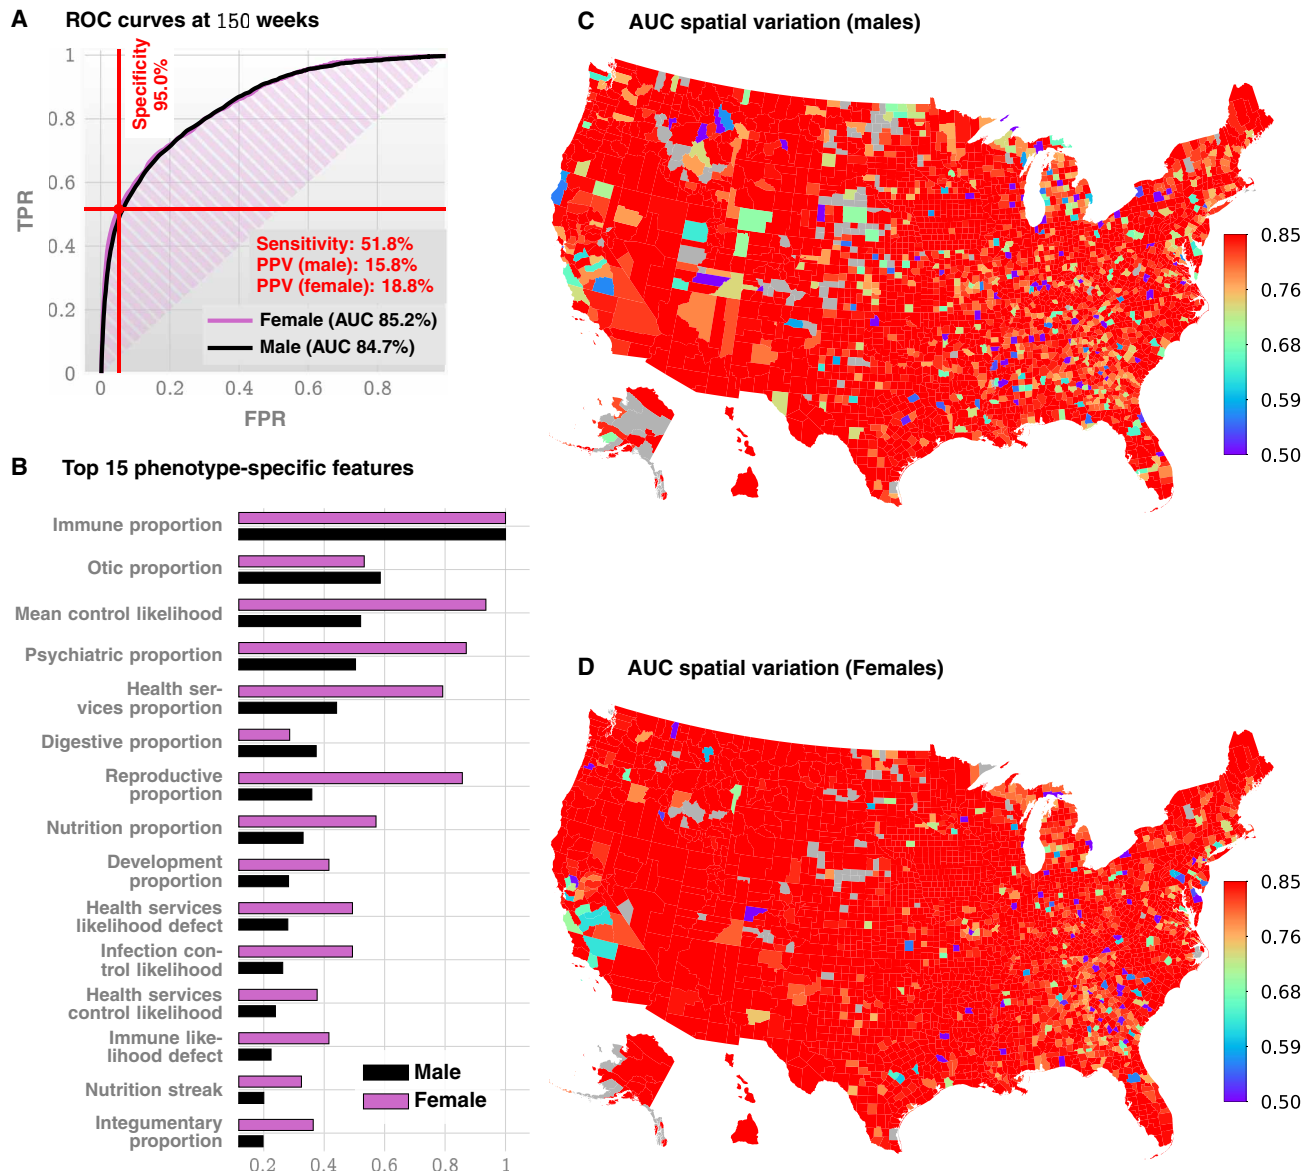 A ROC curves at 150 weeks
1
0.8
0.6
0.4
0.2
0
TPR
Specificity
95.0%
Sensitivity: 51.8%
PPV (male): 15.8%
PPV (female): 18.8%
Female (AUC 85.2%)
Male (AUC 84.7%)
0 0.2 0.4 0.6 0.8
FPR
B Top 15 phenotype-specific features
Immune proportion
Otic proportion
Mean control likelihood
Psychiatric proportion
Health ser-
vices proportion
Digestive proportion
Reproductive
proportion
Nutrition proportion
Development
proportion
Health services
likelihood defect
Infection con-
trol likelihood
Health services
control likelihood
Immune like-
lihood defect
Nutrition streak
Integumentary
proportion
Male
Female
0.2 0.4 0.6 0.8 1
C AUC spatial variation (males)
0.85
0.76
0.68
0.59
0.50
D AUC spatial variation (Females)
0.85
0.76
0.68
0.59
0.50